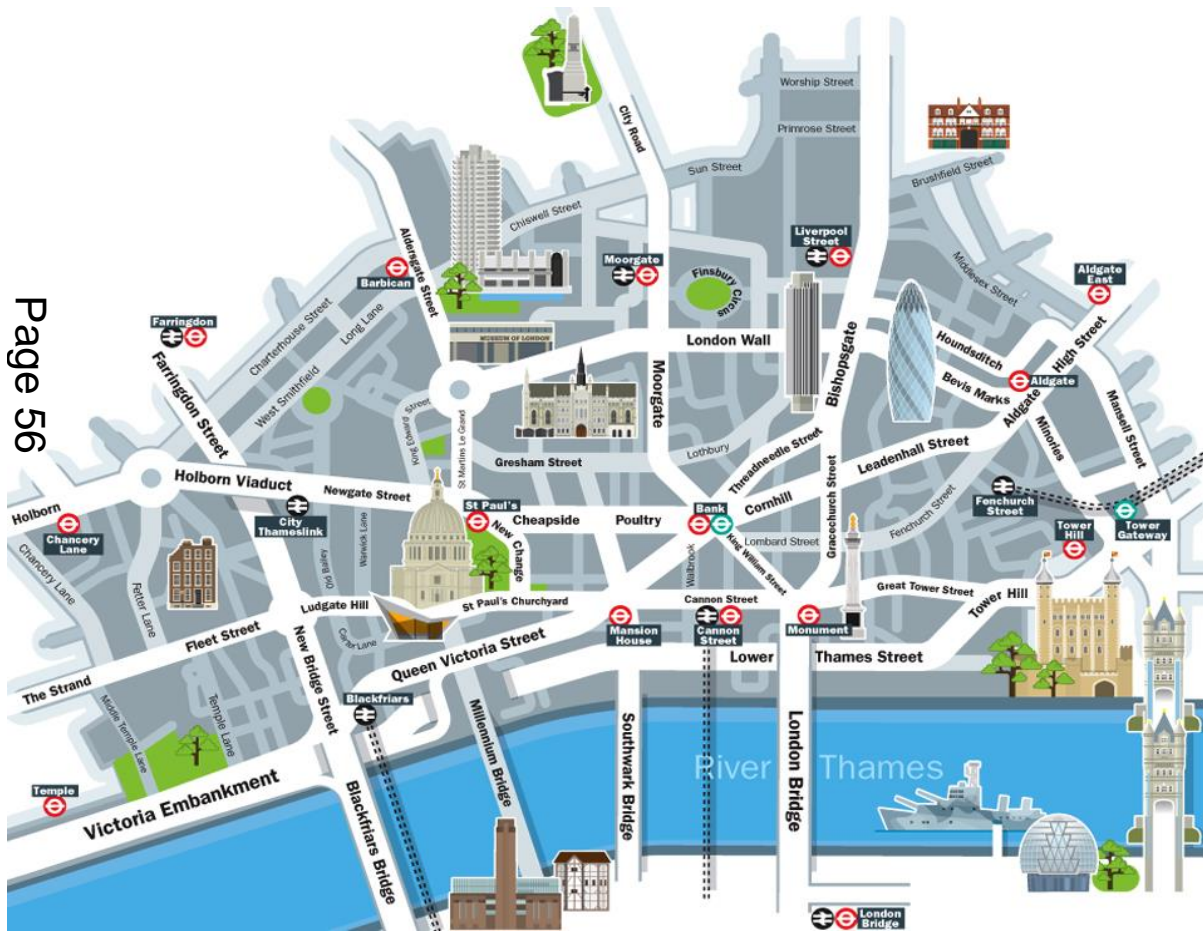 Page 56
Worship Street
Primrose Street
City Road
Sun Street
Brushfield Street
Chiswell Street
Aldersgate Street
Liverpool
Street
Moorgate
Finsbury
Circus
Middlesex Street
Aldgate
East
Barbican
Farringdon
Charterhouse Street
Long Lane
MUSEUM OF LONDON
London Wall
Bishopsgate
Houndsditch
Aldgate High Street
Farringdon Street
West Smithfield
Moorgate
Bevis Marks
Aldgate
Mansell Street
King Edward Street
St Martins Le Grand
Minories
Lothbury
Threadneedle Street
Leadenhall Street
Gresham Street
Holborn Viaduct
Newgate Street
Holborn
Chancery
Lane
City
Thameslink
St Paul's
Cheapside
Poultry
Bank
Cornhill
Gracechurch Street
Fenchurch Street
Fenchurch
Street
Tower
Hill
Tower
Gateway
Chancery Lane
Fetter Lane
Old Bailey
Warwick Lane
New Change
Walbrook
King William Street
Lombard Street
Ludgate Hill
St Paul's Churchyard
Cannon Street
Great Tower Street
Tower Hill
Fleet Street
Carter Lane
Mansion
House
Cannon
Street
Monument
The Strand
New Bridge Street
Queen Victoria Street
Lower Thames Street
Middle Temple Lane
Temple Lane
Blackfriars
Millennium Bridge
Southwark Bridge
London Bridge
River Thames
Temple
Victoria Embankment
Blackfriars Bridge
London
Bridge